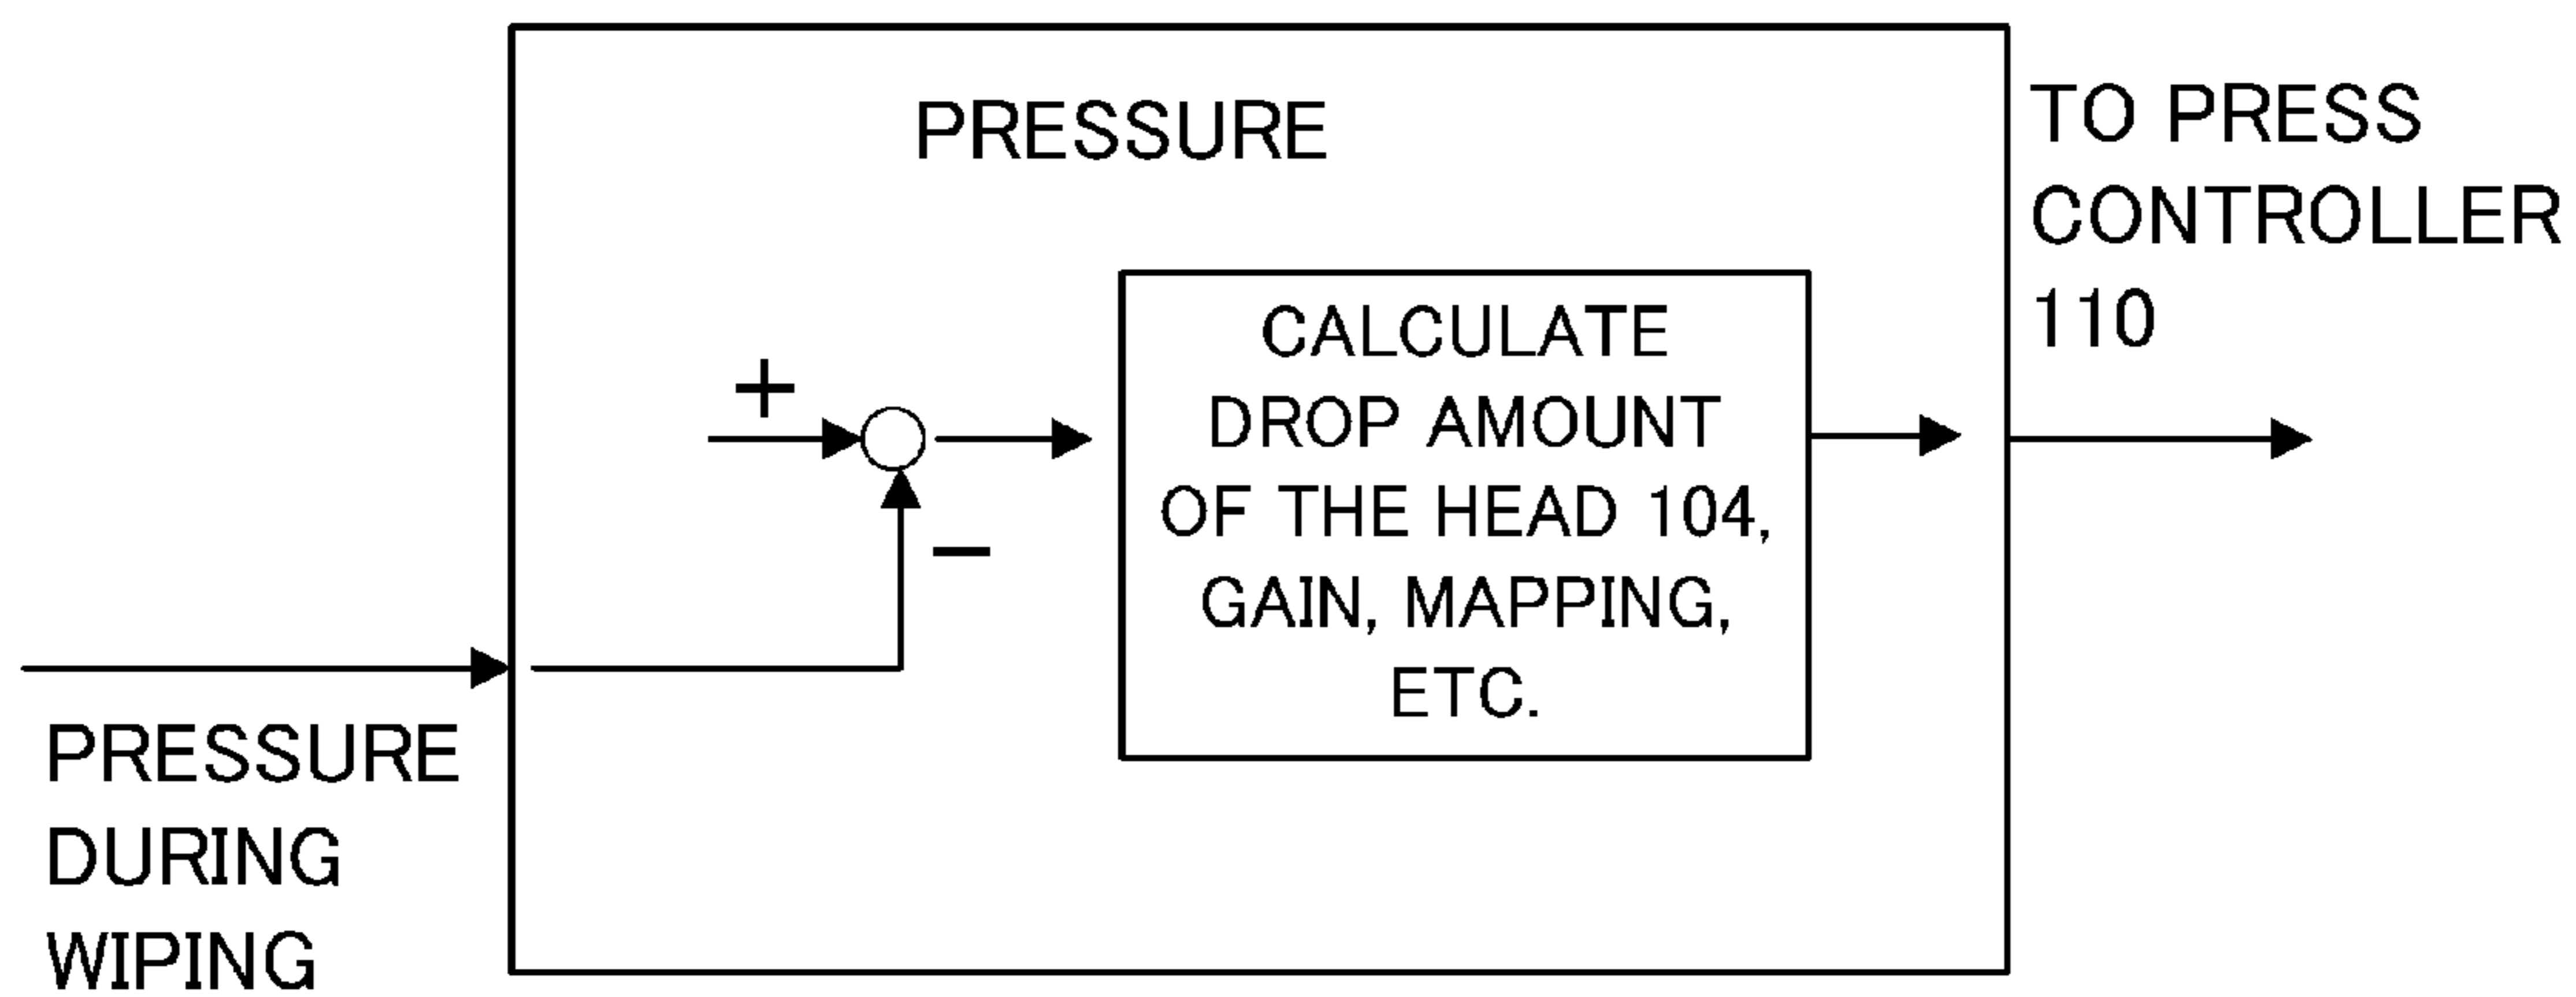 PRESSURE
TO PRESS
CONTROLLER
110
+
CALCULATE
DROP AMOUNT
OF THE HEAD 104,
GAIN, MAPPING,
ETC.
−
PRESSURE
DURING
WIPING